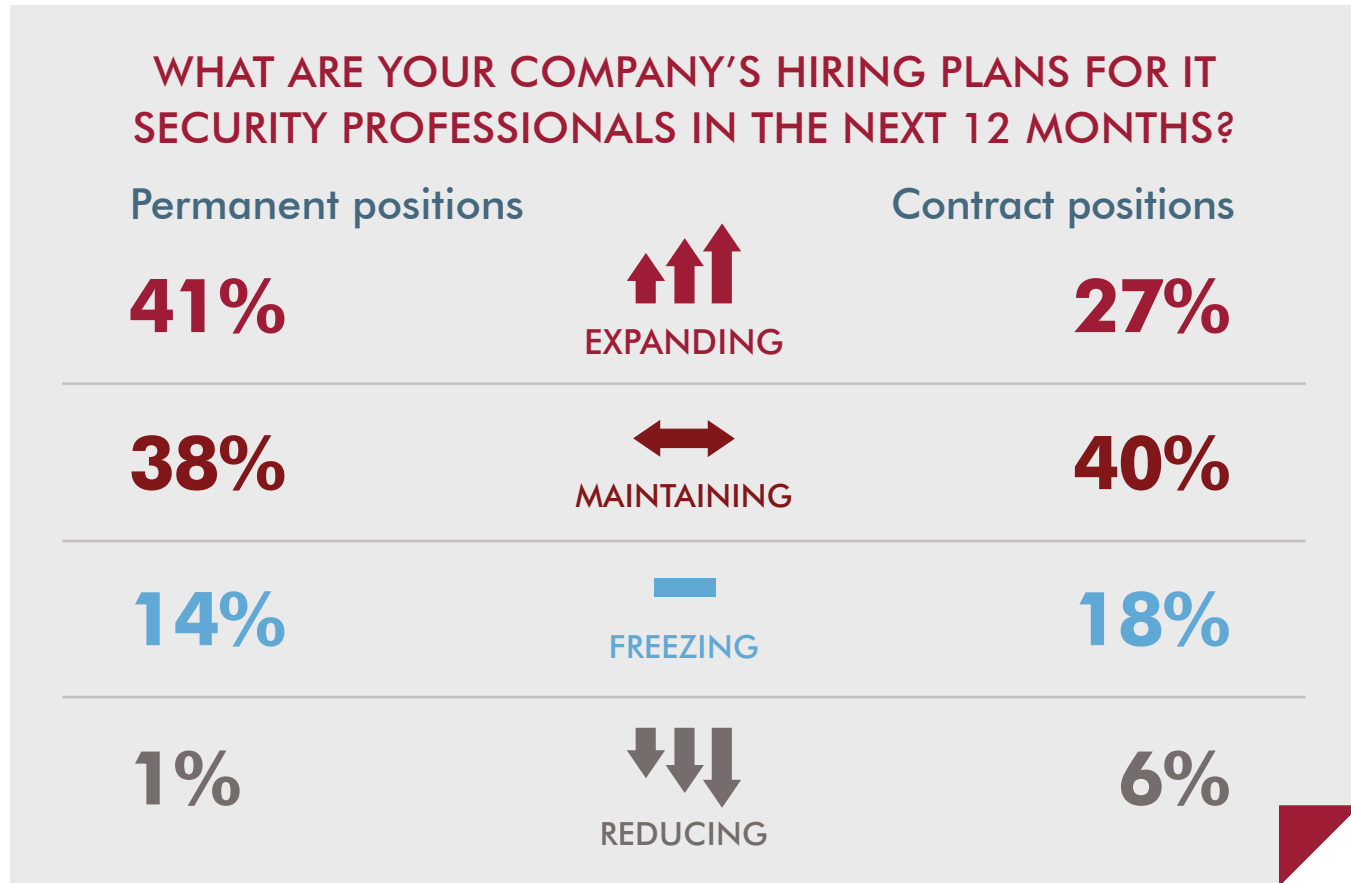 WHAT ARE YOUR COMPANY’S HIRING PLANS FOR IT
SECURITY PROFESSIONALS IN THE NEXT 12 MONTHS?
Permanent positions Contract positions
41% EXPANDING 27%
38% MAINTAINING 40%
14% FREEZING 18%
1% REDUCING 6%